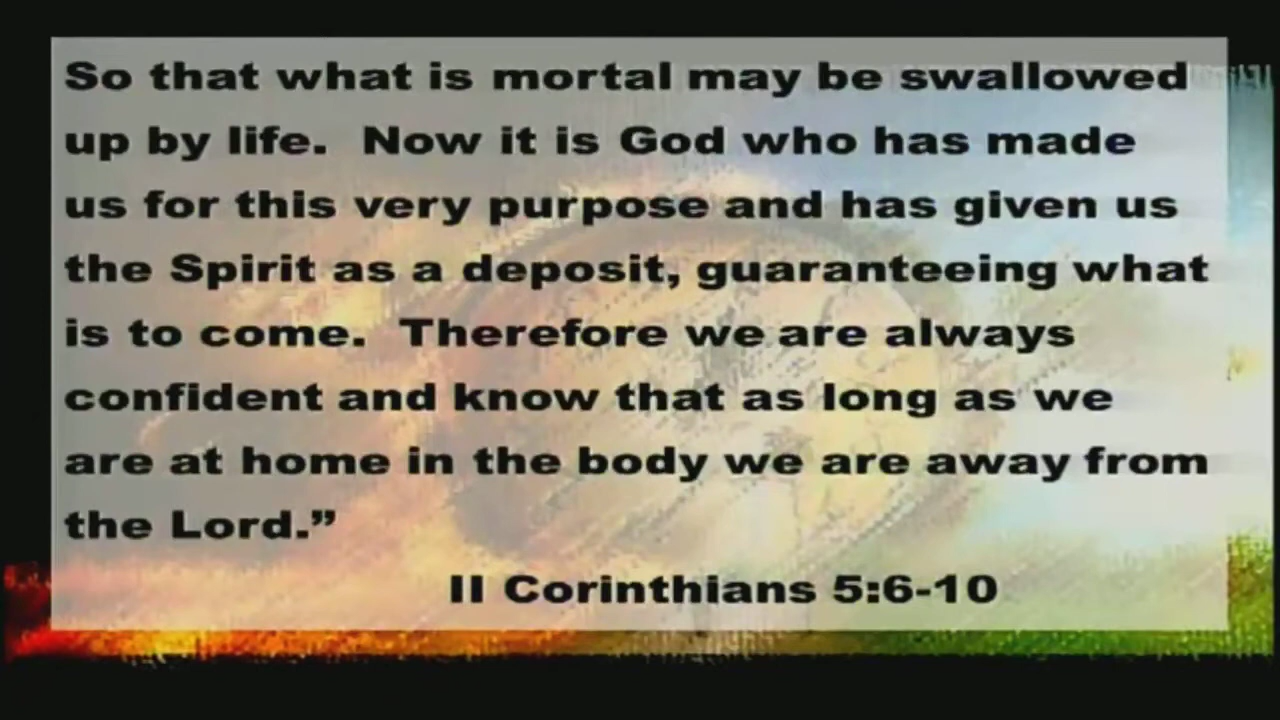 So that what is mortal may be swallowed
up by life.  Now it is God who has made
us for this very purpose and has given us
the Spirit as a deposit, guaranteeing what
is to come.  Therefore we are always
confident and know that as long as we
are at home in the body we are away from
the Lord.”
II Corinthians 5:6-10